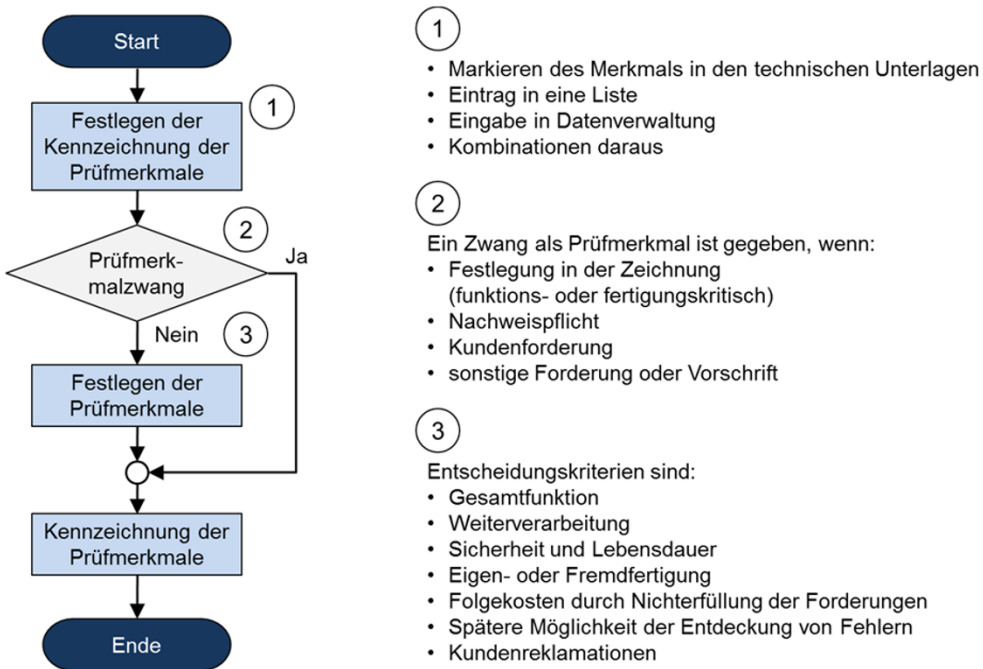 Start
1
Festlegen der
Kennzeichnung der
Prüfmerkmale
2
Prüfmerk-
malzwang
Ja
Nein
3
Festlegen der
Prüfmerkmale
Kennzeichnung der
Prüfmerkmale
Ende
1
• Markieren des Merkmals in den technischen Unterlagen
• Eintrag in eine Liste
• Eingabe in Datenverwaltung
• Kombinationen daraus
2
Ein Zwang als Prüfmerkmal ist gegeben, wenn:
• Festlegung in der Zeichnung
(funktions- oder fertigungskritisch)
• Nachweispflicht
• Kundenforderung
• sonstige Forderung oder Vorschrift
3
Entscheidungskriterien sind:
• Gesamtfunktion
• Weiterverarbeitung
• Sicherheit und Lebensdauer
• Eigen- oder Fremdfertigung
• Folgekosten durch Nichterfüllung der Forderungen
• Spätere Möglichkeit der Entdeckung von Fehlern
• Kundenreklamationen